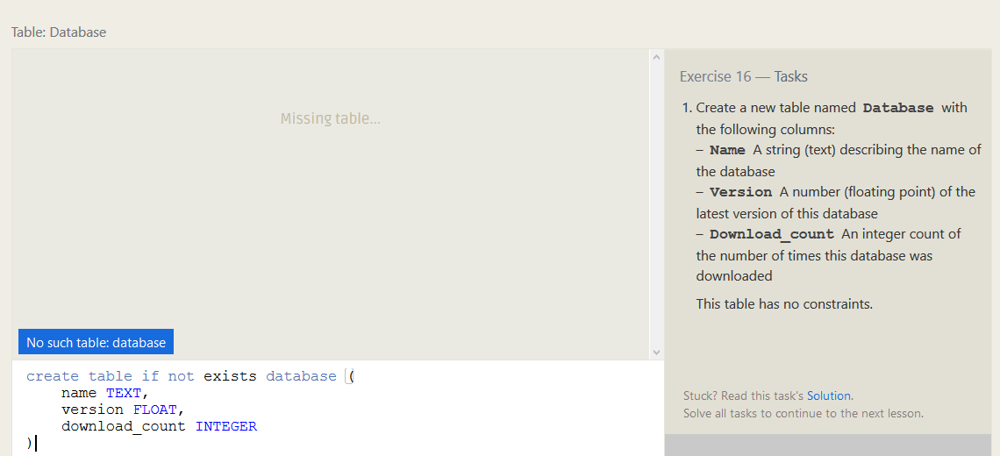 Table: Database
Missing table...
No such table: database
create table if not exists database (
name TEXT,
version FLOAT,
download_count INTEGER
)
Exercise 16 — Tasks
1. Create a new table named Database with
the following columns:
– Name A string (text) describing the name of
the database
– Version A number (floating point) of the
latest version of this database
– Download_count An integer count of
the number of times this database was
downloaded
This table has no constraints.
Stuck? Read this task's Solution.
Solve all tasks to continue to the next lesson.